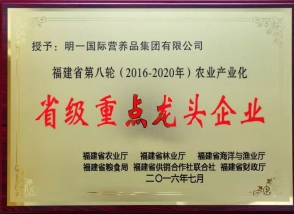 授予：明一国际营养品集团有限公司
福建省第八轮（2016-2020年）农业产业化
省级重点龙头企业
福建省农业厅 福建省林业厅 福建省海洋与渔业厅
福建省粮食局 福建省供销合作社联合社 福建省财政厅
二〇一六年七月